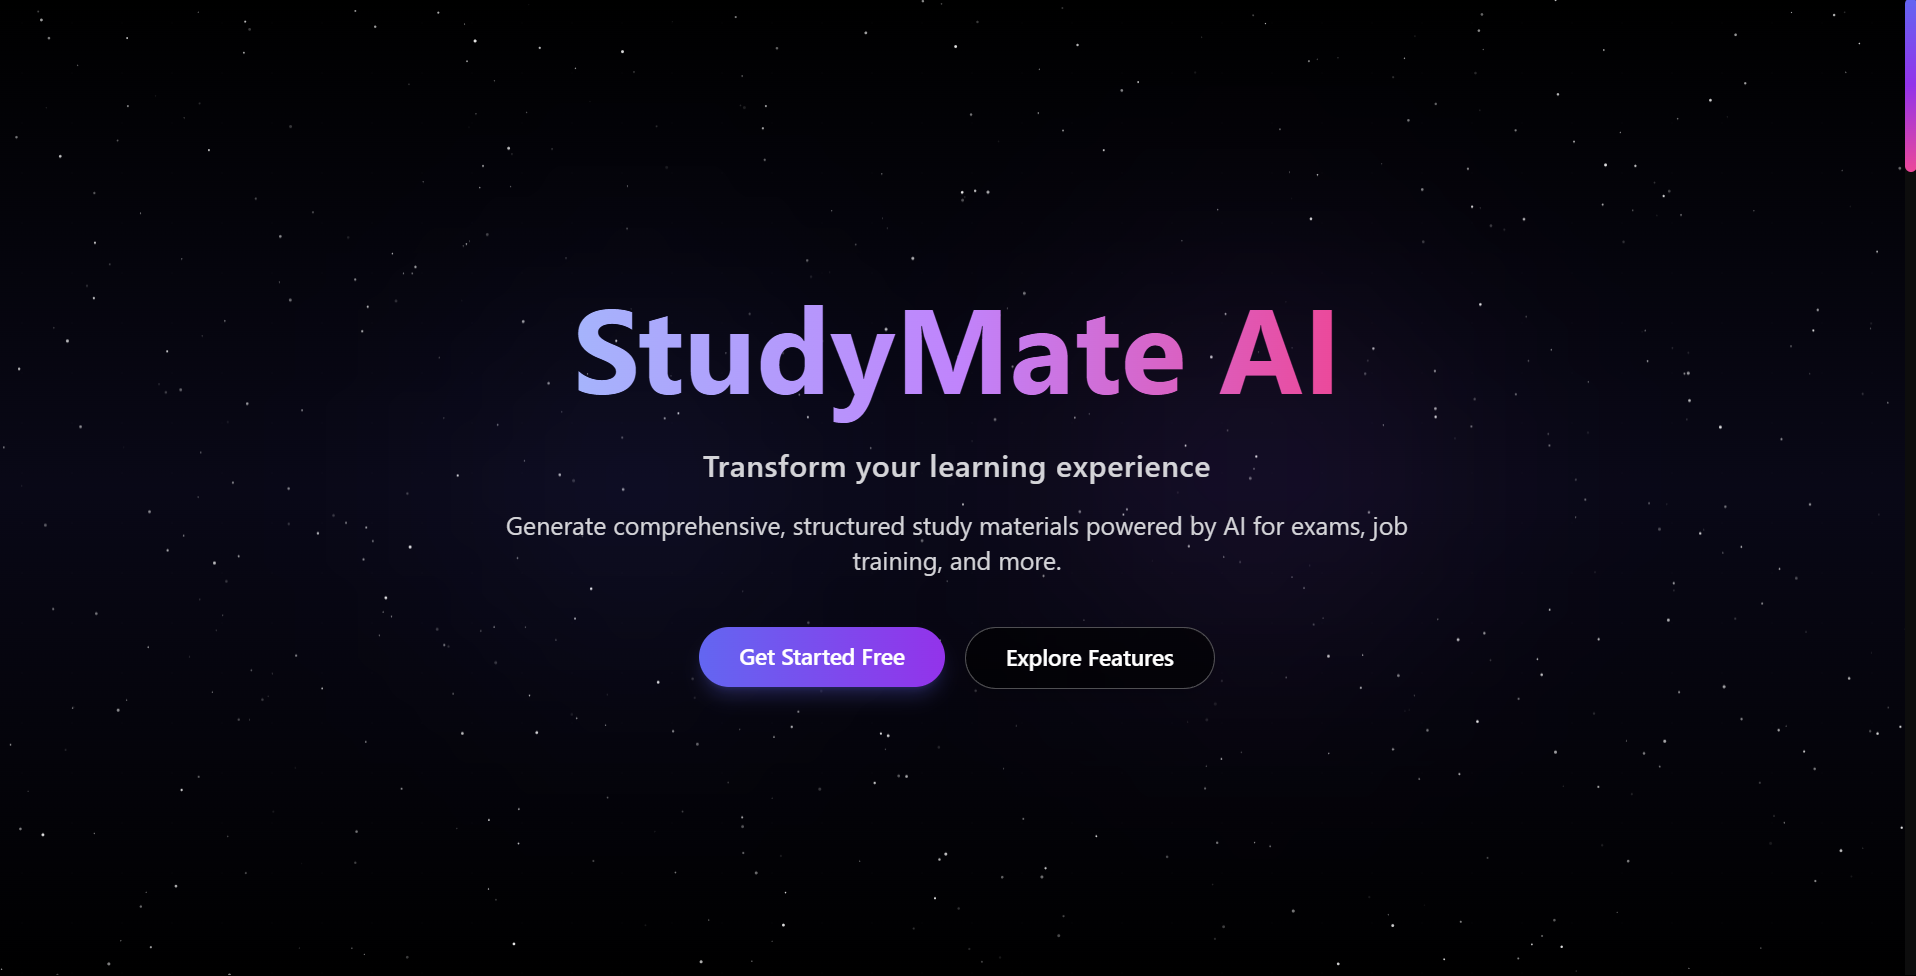 StudyMate AI
Transform your learning experience
Generate comprehensive, structured study materials powered by AI for exams, job
training, and more.
Get Started Free
Explore Features